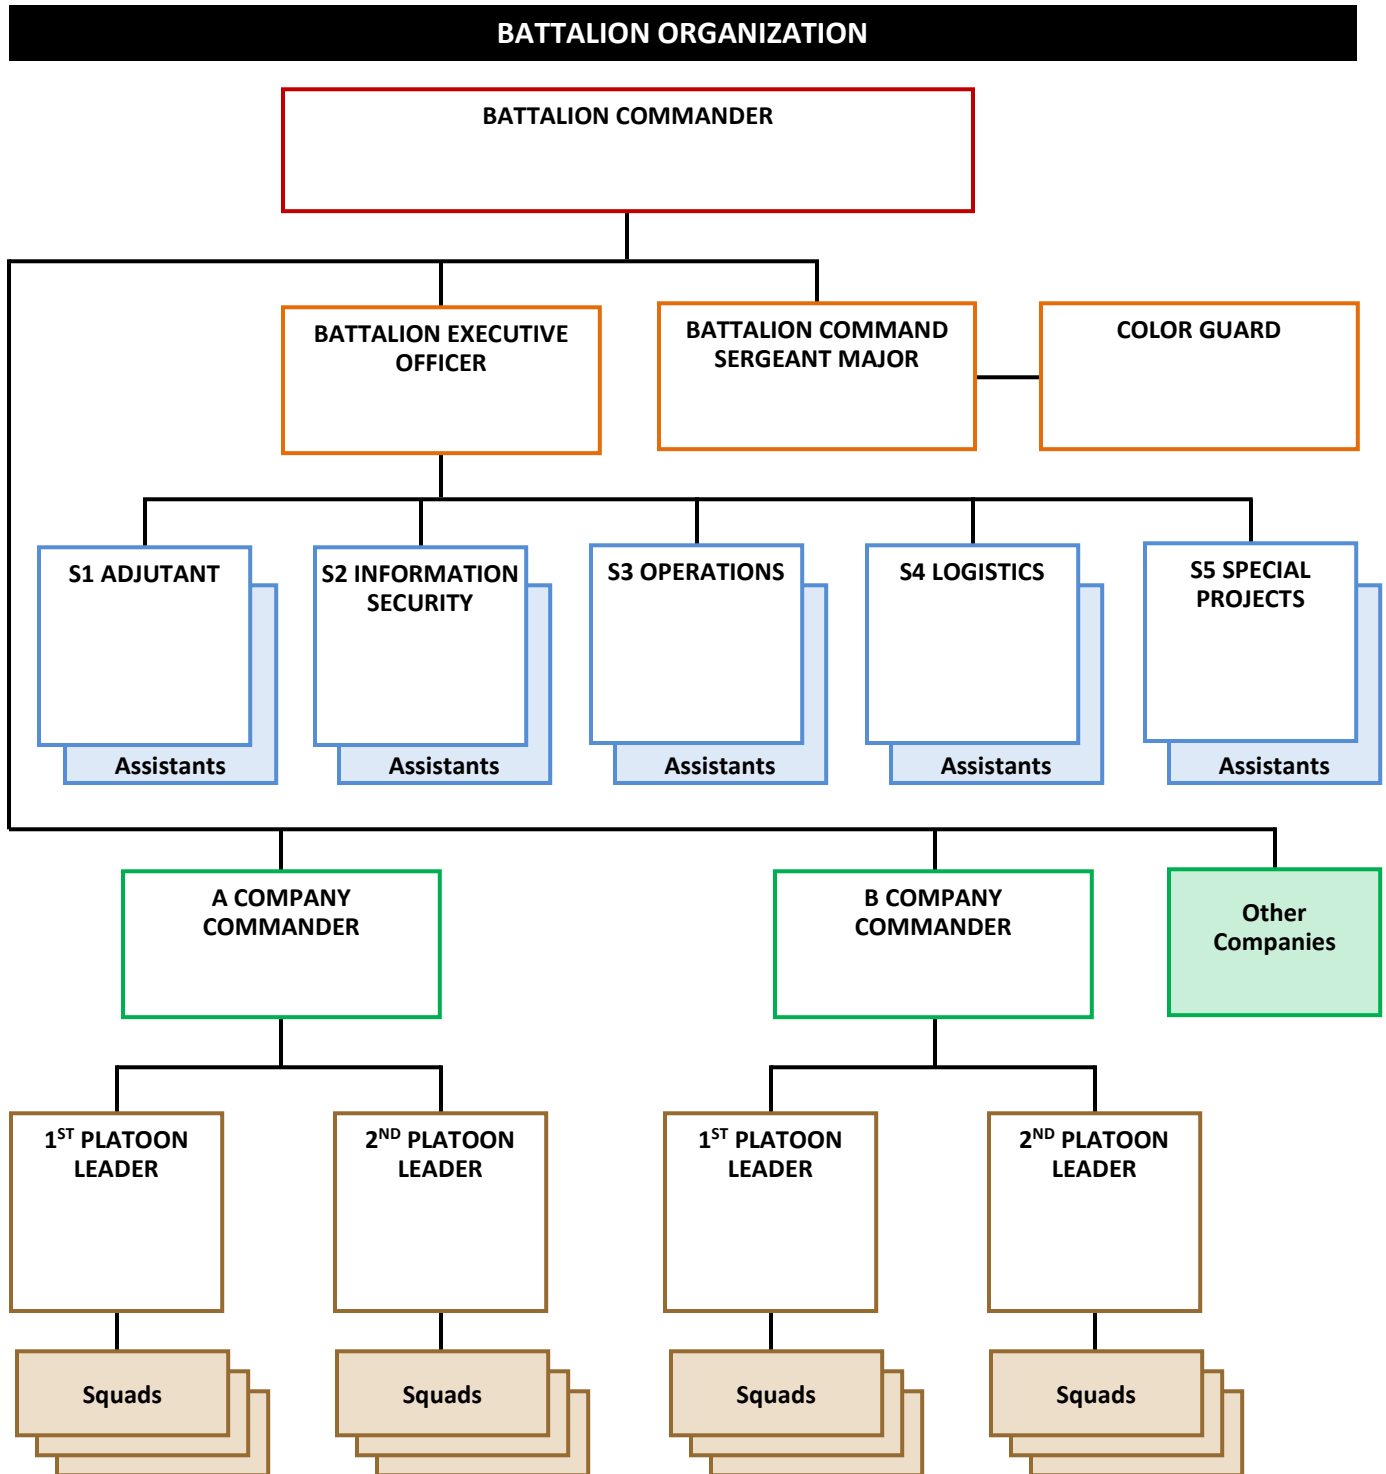 BATTALION ORGANIZATION
BATTALION COMMANDER
BATTALION EXECUTIVE
OFFICER
BATTALION COMMAND
SERGEANT MAJOR
COLOR GUARD
S1 ADJUTANT
Assistants
S2 INFORMATION
SECURITY
Assistants
S3 OPERATIONS
Assistants
S4 LOGISTICS
Assistants
S5 SPECIAL
PROJECTS
Assistants
A COMPANY
COMMANDER
B COMPANY
COMMANDER
Other
Companies
1ST PLATOON
LEADER
2ND PLATOON
LEADER
1ST PLATOON
LEADER
2ND PLATOON
LEADER
Squads
Squads
Squads
Squads